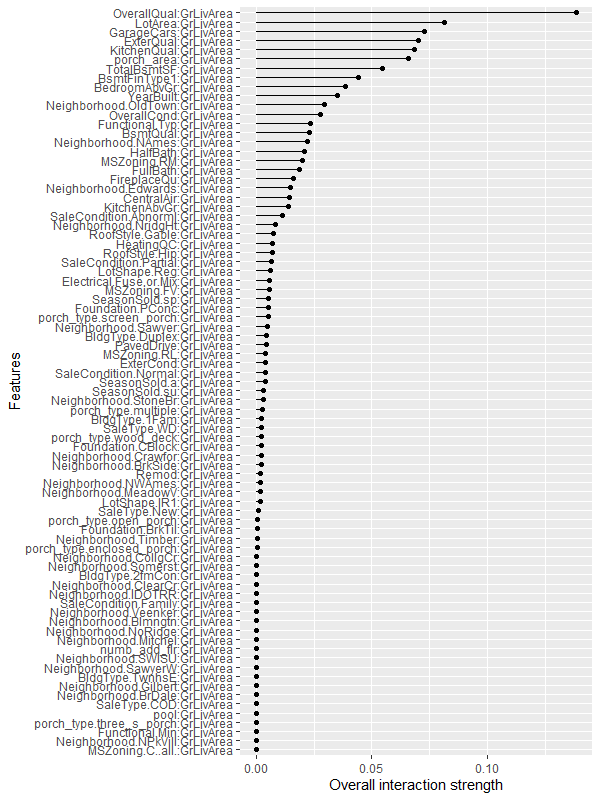 Features
OverallQual:GrLivArea
LotArea:GrLivArea
GarageCars:GrLivArea
ExterQual:GrLivArea
KitchenQual:GrLivArea
porch_area:GrLivArea
TotalBsmtSF:GrLivArea
BsmtFinType1:GrLivArea
BedroomAbvGr:GrLivArea
YearBuilt:GrLivArea
Neighborhood.OldTown:GrLivArea
OverallCond:GrLivArea
Functional.Typ:GrLivArea
BsmtQual:GrLivArea
Neighborhood.NAmes:GrLivArea
HalfBath:GrLivArea
MSZoning.RM:GrLivArea
FullBath:GrLivArea
FireplaceQu:GrLivArea
Neighborhood.Edwards:GrLivArea
CentralAir:GrLivArea
KitchenAbvGr:GrLivArea
SaleCondition.Abnorml:GrLivArea
Neighborhood.NridgHt:GrLivArea
RoofStyle.Gable:GrLivArea
HeatingQC:GrLivArea
RoofStyle.Hip:GrLivArea
SaleCondition.Partial:GrLivArea
LotShape.Reg:GrLivArea
Electrical.Fuse.or.Mix:GrLivArea
MSZoning.FV:GrLivArea
SeasonSold.sp:GrLivArea
Foundation.PConc:GrLivArea
porch_type.screen_porch:GrLivArea
Neighborhood.Sawyer:GrLivArea
BldgType.Duplex:GrLivArea
PavedDrive:GrLivArea
MSZoning.RL:GrLivArea
ExterCond:GrLivArea
SaleCondition.Normal:GrLivArea
SeasonSold.a:GrLivArea
SeasonSold.su:GrLivArea
Neighborhood.StoneBr:GrLivArea
porch_type.multiple:GrLivArea
BldgType.1Fam:GrLivArea
SaleType.WD:GrLivArea
porch_type.wood_deck:GrLivArea
Foundation.CBlock:GrLivArea
Neighborhood.Crawfor:GrLivArea
Neighborhood.BrkSide:GrLivArea
Remod:GrLivArea
Neighborhood.NWAmes:GrLivArea
Neighborhood.MeadowV:GrLivArea
LotShape.IR1:GrLivArea
SaleType.New:GrLivArea
porch_type.open_porch:GrLivArea
Foundation.BrkTil:GrLivArea
Neighborhood.Timber:GrLivArea
porch_type.enclosed_porch:GrLivArea
Neighborhood.CollgCr:GrLivArea
Neighborhood.Somerst:GrLivArea
BldgType.2fmCon:GrLivArea
Neighborhood.ClearCr:GrLivArea
Neighborhood.IDOTRR:GrLivArea
SaleCondition.Family:GrLivArea
Neighborhood.Veenker:GrLivArea
Neighborhood.Blmngtn:GrLivArea
Neighborhood.NoRidge:GrLivArea
Neighborhood.Mitchel:GrLivArea
numb_add_flr:GrLivArea
Neighborhood.SWISU:GrLivArea
Neighborhood.SawyerW:GrLivArea
BldgType.TwnhsE:GrLivArea
Neighborhood.Gilbert:GrLivArea
Neighborhood.BrDale:GrLivArea
SaleType.COD:GrLivArea
pool:GrLivArea
porch_type.three_s_porch:GrLivArea
Functional.Min:GrLivArea
Neighborhood.NPkVill:GrLivArea
MSZoning.C..all.:GrLivArea
0.00 0.05 0.10
Overall interaction strength